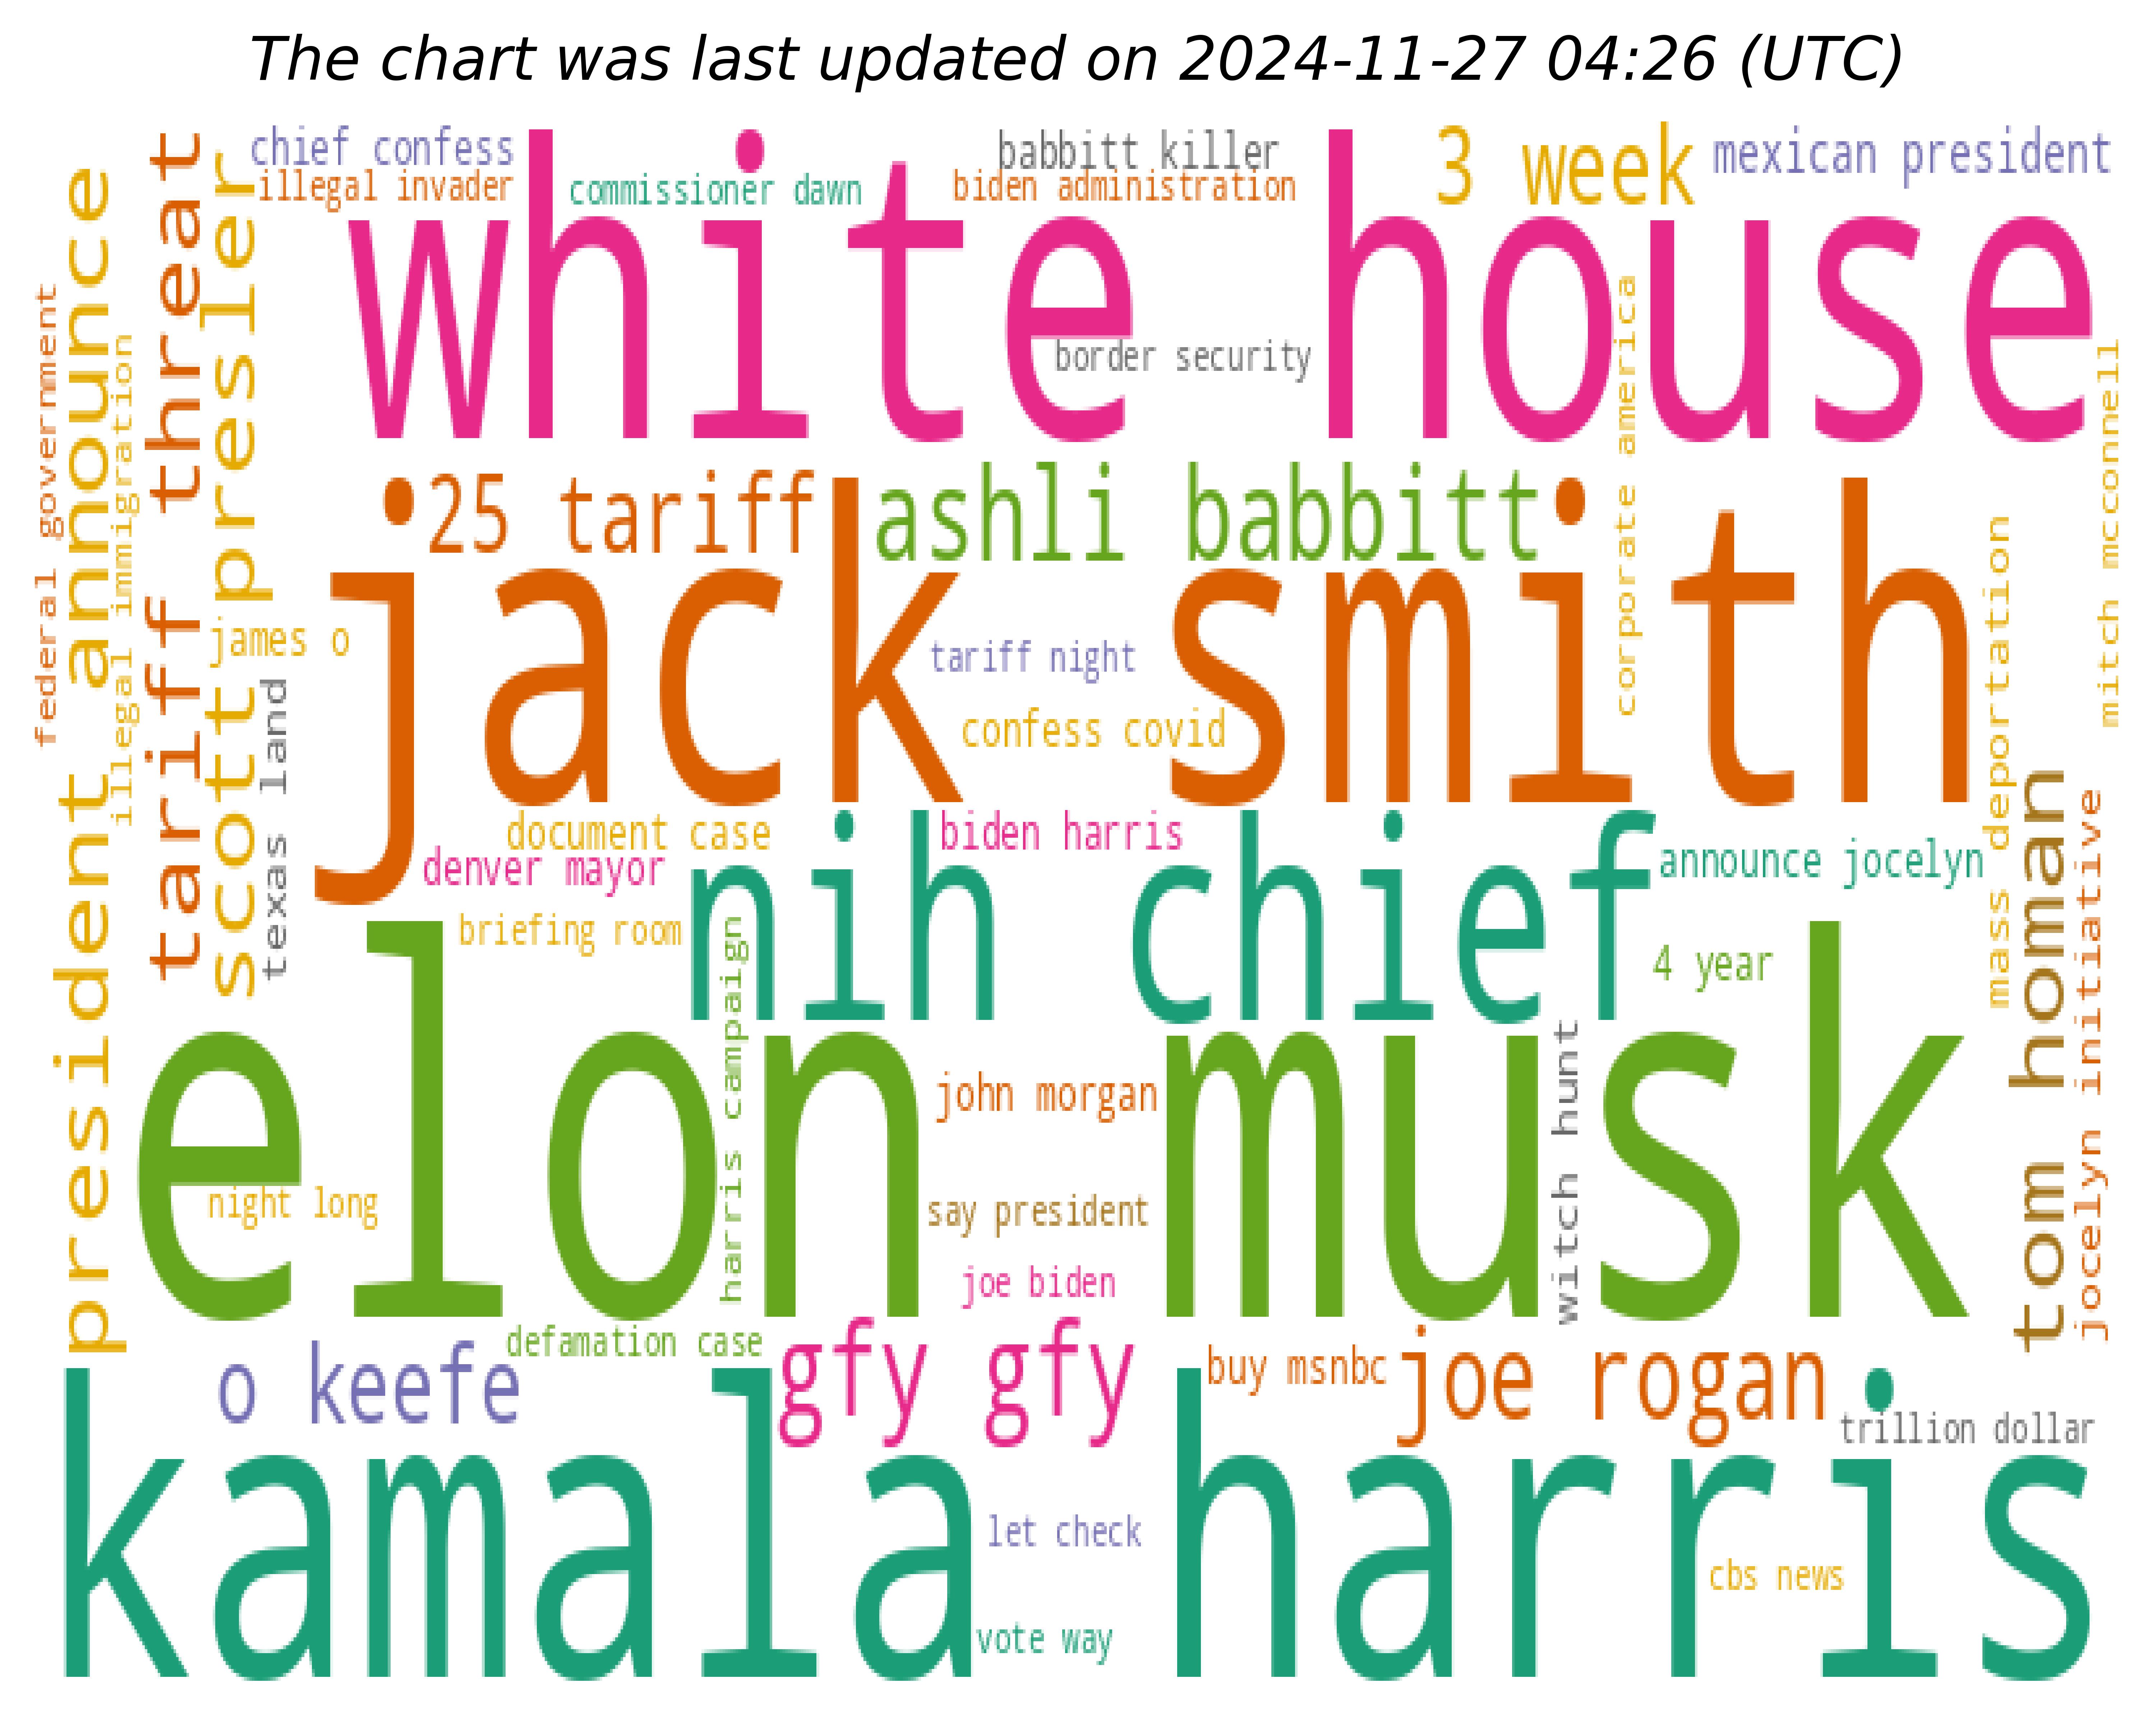 The chart was last updated on 2024-11-27 04:26 (UTC)
chief confess
babbitt killer
3 week
mexican president
illegal invader
commissioner dawn
biden administration
white house
border security
federal government
president announce
illegal immigration
tariff threat
scott presler
corporate america
mitch mcconnell
25 tariff
ashli babbitt
jack smith
james o
tariff night
texas land
confess covid
mass deportation
document case
biden harris
denver mayor
nih chief
announce jocelyn
briefing room
4 year
tom homan
jocelyn initiative
elon musk
harris campaign
john morgan
witch hunt
night long
say president
joe biden
defamation case
o keefe
gfy gfy
buy msnbc
joe rogan
trillion dollar
kamala harris
let check
cbs news
vote way